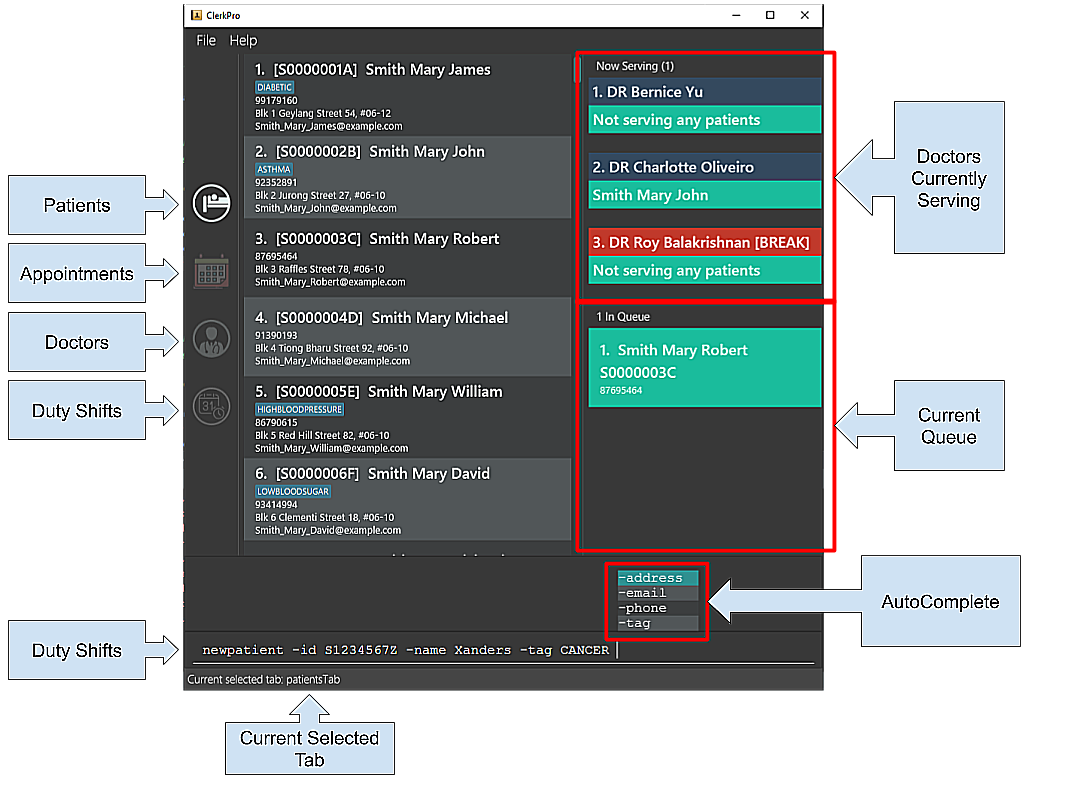 ClerkPro
File Help
1. [S0000001A] Smith Mary James
DIABETIC
99179160
Blk 1 Geylang Street 54, #06-12
Smith_Mary_James@example.com
2. [S0000002B] Smith Mary John
ASTHMA
92352891
Blk 2 Jurong Street 27, #06-10
Smith_Mary_John@example.com
3. [S0000003C] Smith Mary Robert
87695464
Blk 3 Raffles Street 78, #06-10
Smith_Mary_Robert@example.com
4. [S0000004D] Smith Mary Michael
91390193
Blk 4 Tiong Bharu Street 92, #06-10
Smith_Mary_Michael@example.com
5. [S0000005E] Smith Mary William
HIGHBLOODPRESSURE
86790615
Blk 5 Red Hill Street 82, #06-10
Smith_Mary_William@example.com
6. [S0000006F] Smith Mary David
LOWBLOODSUGAR
93414994
Blk 6 Clementi Street 18, #06-10
Smith_Mary_David@example.com
Now Serving (1)
1. DR Bernice Yu
Not serving any patients
2. DR Charlotte Oliveiro
Smith Mary John
3. DR Roy Balakrishnan [BREAK]
Not serving any patients
1 In Queue
1. Smith Mary Robert
S0000003C
87695464
Patients
Appointments
31
Doctors
Duty Shifts
Doctors
Currently
Serving
Current
Queue
-address
-email
-phone
-tag
AutoComplete
Duty Shifts
newpatient -id S1234567Z -name Xanders -tag CANCER
Current selected tab: patientsTab
Current Selected
Tab